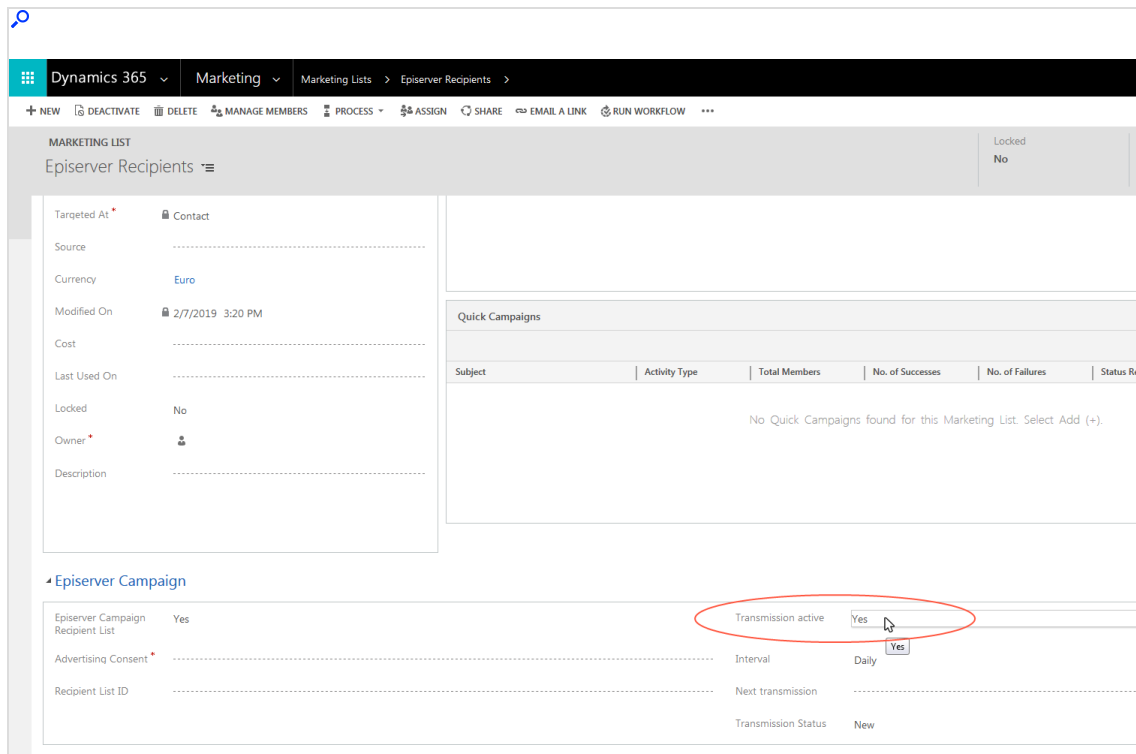 Dynamics 365 Marketing Marketing Lists > Episerver Recipients >
NEW DEACTIVATE DELETE MANAGE MEMBERS PROCESS ASSIGN SHARE EMAIL A LINK RUN WORKFLOW ...
MARKETING LIST
Episerver Recipients
Locked
No
Targeted At * Contact
Source
Currency Euro
Modified On 2/7/2019 3:20 PM
Cost
Last Used On
Locked No
Owner *
Description
Quick Campaigns
Subject Activity Type Total Members No. of Successes No. of Failures Status Re
No Quick Campaigns found for this Marketing List. Select Add (+).
Episerver Campaign
Episerver Campaign
Recipient List Yes
Advertising Consent *
Recipient List ID
Transmission active Yes
Yes
Interval Daily
Next transmission
Transmission Status New